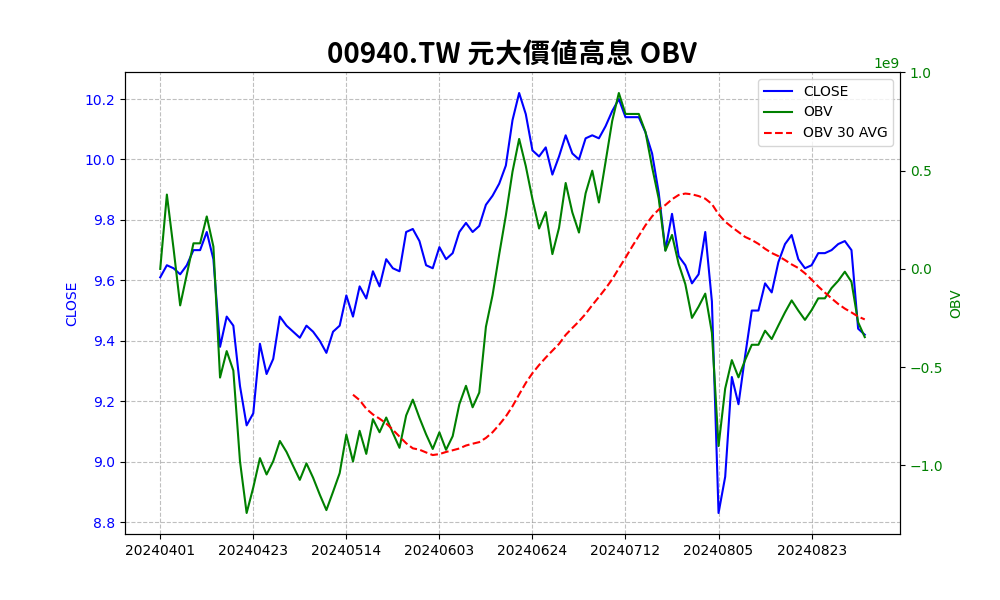 00940.TW 元大價值高息 OBV
1e9
CLOSE
OBV
OBV 30 AVG
10.2
10.0
9.8
9.6
9.4
9.2
9.0
8.8
CLOSE
1.0
0.5
0.0
−0.5
−1.0
OBV
20240401 20240423 20240514 20240603 20240624 20240712 20240805 20240823